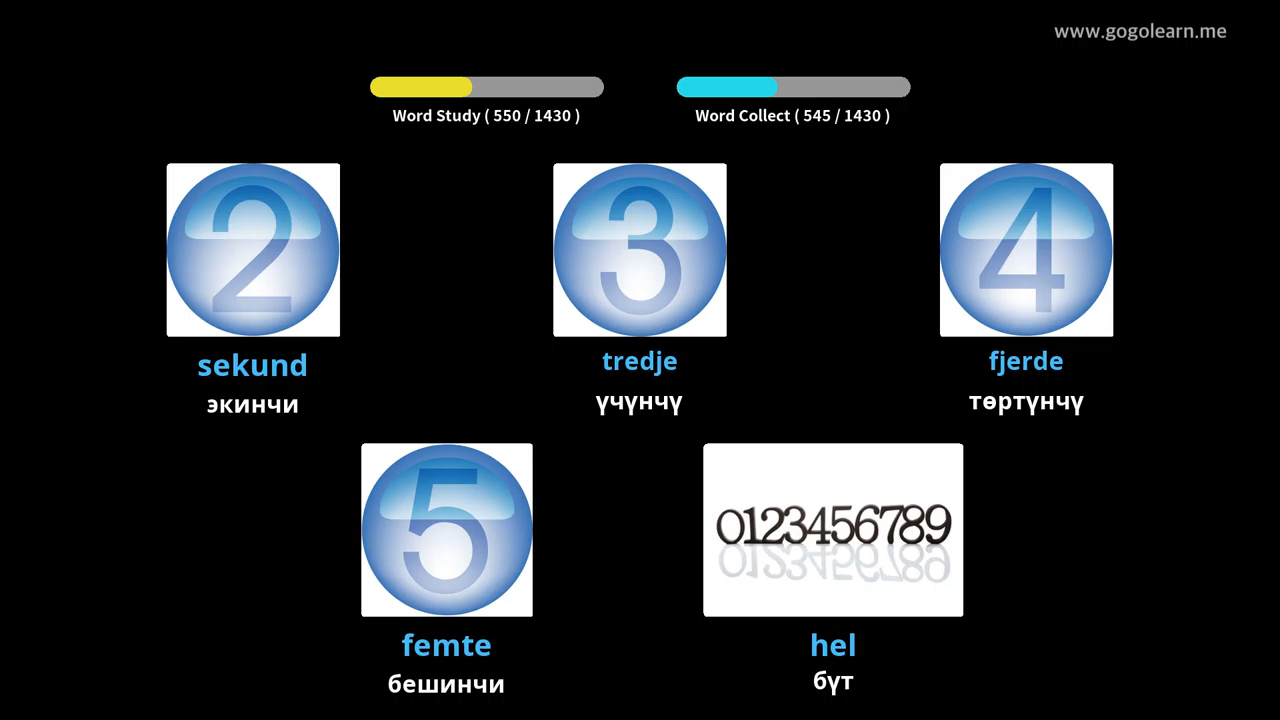 www.gogolearn.me
Word Study ( 550 / 1430 )
Word Collect ( 545 / 1430 )
2
3
4
sekund
tredje
fjerde
экинчи
үчүнчү
төртүнчү
5
0123456789
femte
hel
бешинчи
бүт